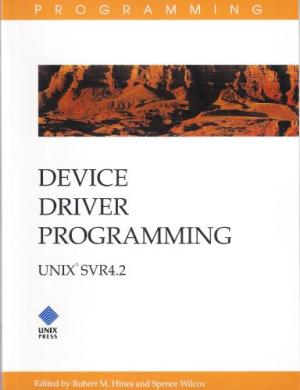 PROGRAMMING
DEVICE
DRIVER
PROGRAMMING
UNIX® SVR4.2
UNIX
PRESS
Edited by Robert M. Hines and Spence Wilcox